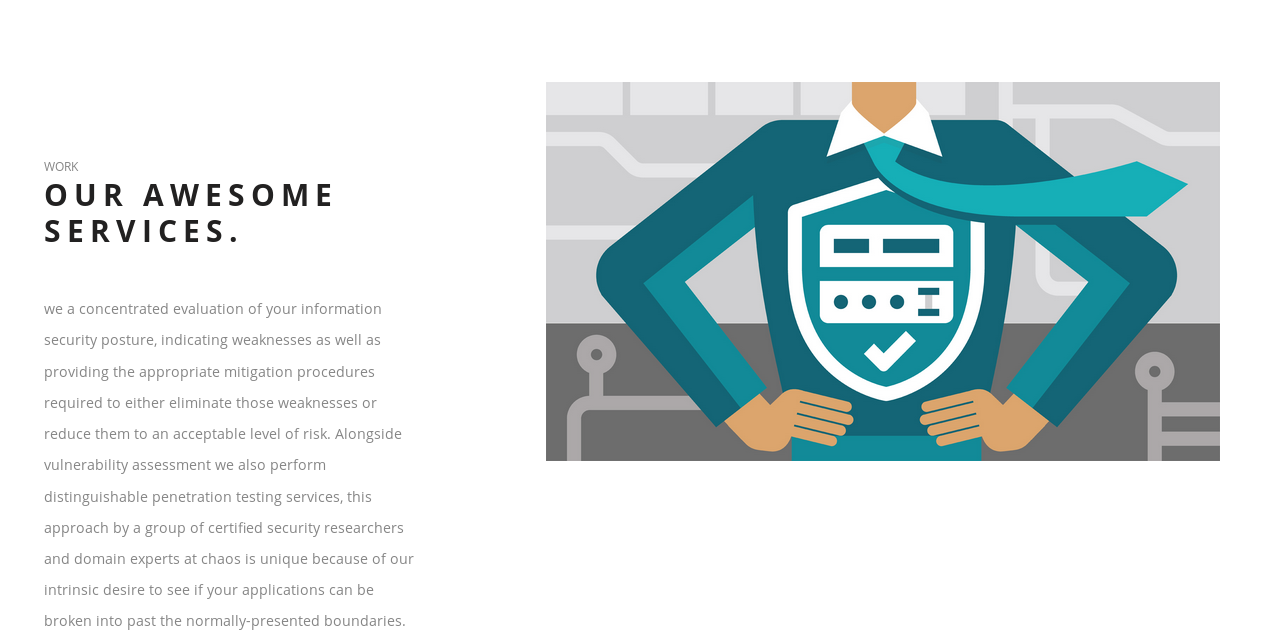 WORK
OUR AWESOME
SERVICES.
we a concentrated evaluation of your information
security posture, indicating weaknesses as well as
providing the appropriate mitigation procedures
required to either eliminate those weaknesses or
reduce them to an acceptable level of risk. Alongside
vulnerability assessment we also perform
distinguishable penetration testing services, this
approach by a group of certified security researchers
and domain experts at chaos is unique because of our
intrinsic desire to see if your applications can be
broken into past the normally-presented boundaries.